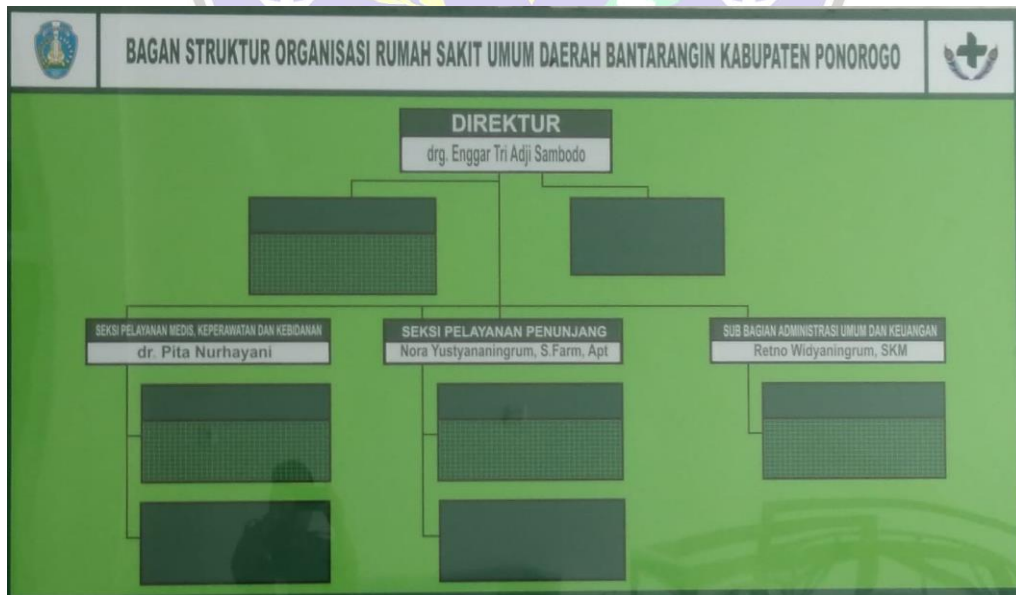 BAGAN STRUKTUR ORGANISASI RUMAH SAKIT UMUM DAERAH BANTARANGIN KABUPATEN PONOROGO
DIREKTUR
drg. Enggar Tri Adji Sambodo
SEKSI PELAYANAN MEDIS, KEPERAWATAN DAN KEBIDANAN
dr. Pita Nurhayani
SEKSI PELAYANAN PENUNJANG
Nora Yustyananingrum, S.Farm, Apt
SUB BAGIAN ADMINISTRASI UMUM DAN KEUANGAN
Retno Widyaningrum, SKM